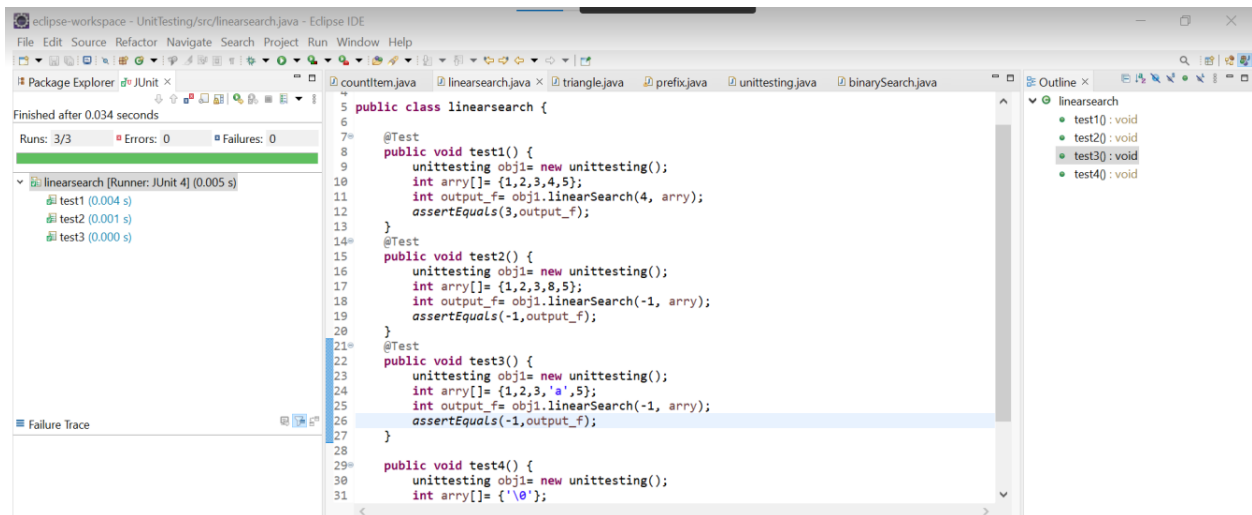 eclipse-workspace - UnitTesting/src/linearsearch.java - Eclipse IDE
File Edit Source Refactor Navigate Search Project Run Window Help
Package Explorer JUnit
Finished after 0.034 seconds
Runs: 3/3 Errors: 0 Failures: 0
linearsearch [Runner: JUnit 4] (0.005 s)
test1 (0.004 s)
test2 (0.001 s)
test3 (0.000 s)
Failure Trace
countItem.java linearsearch.java triangle.java prefix.java unittesting.java binarySearch.java
5 public class linearsearch {
6
7 @Test
8 public void test1() {
9 unittesting obj1= new unittesting();
10 int arry[]= {1,2,3,4,5};
11 int output_f= obj1.linearSearch(4, arry);
12 assertEquals(3,output_f);
13 }
14 @Test
15 public void test2() {
16 unittesting obj1= new unittesting();
17 int arry[]= {1,2,3,8,5};
18 int output_f= obj1.linearSearch(-1, arry);
19 assertEquals(-1,output_f);
20 }
21 @Test
22 public void test3() {
23 unittesting obj1= new unittesting();
24 int arry[]= {1,2,3,'a',5};
25 int output_f= obj1.linearSearch(-1, arry);
26 assertEquals(-1,output_f);
27 }
28
29 public void test4() {
30 unittesting obj1= new unittesting();
31 int arry[]= {'\0'};
Outline
linearsearch
test1() : void
test2() : void
test3() : void
test4() : void